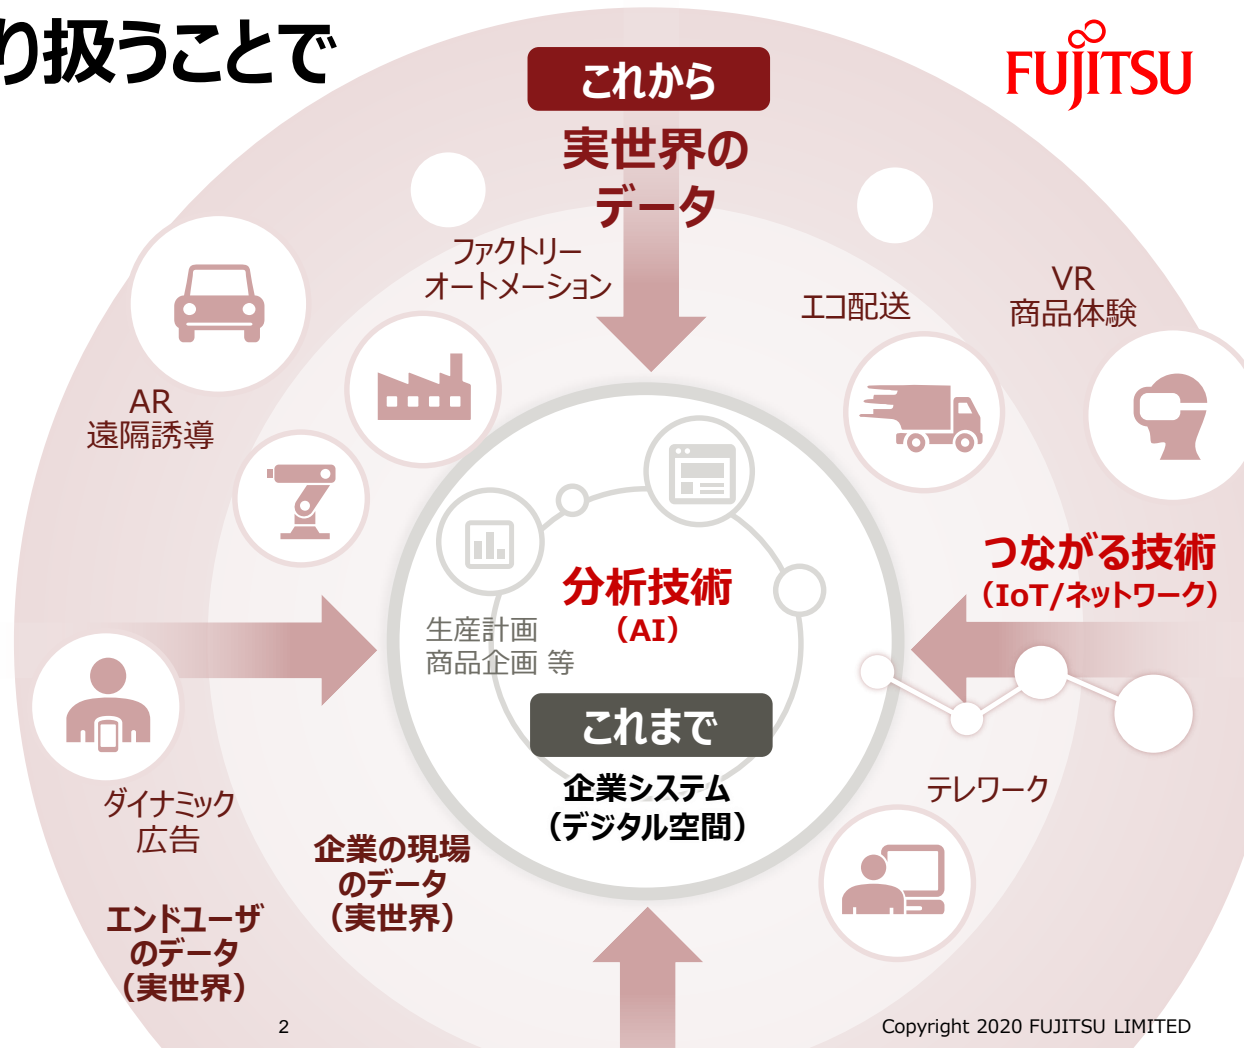 り扱うことで
FUJITSU
これから
実世界の
データ
ファクトリー
オートメーション
エコ配送
VR
商品体験
AR
遠隔誘導
つながる技術
（IoT/ネットワーク）
分析技術
（AI）
生産計画
商品企画 等
これまで
企業システム
（デジタル空間）
テレワーク
ダイナミック
広告
企業の現場
のデータ
（実世界）
エンドユーザ
のデータ
（実世界）
2
Copyright 2020 FUJITSU LIMITED